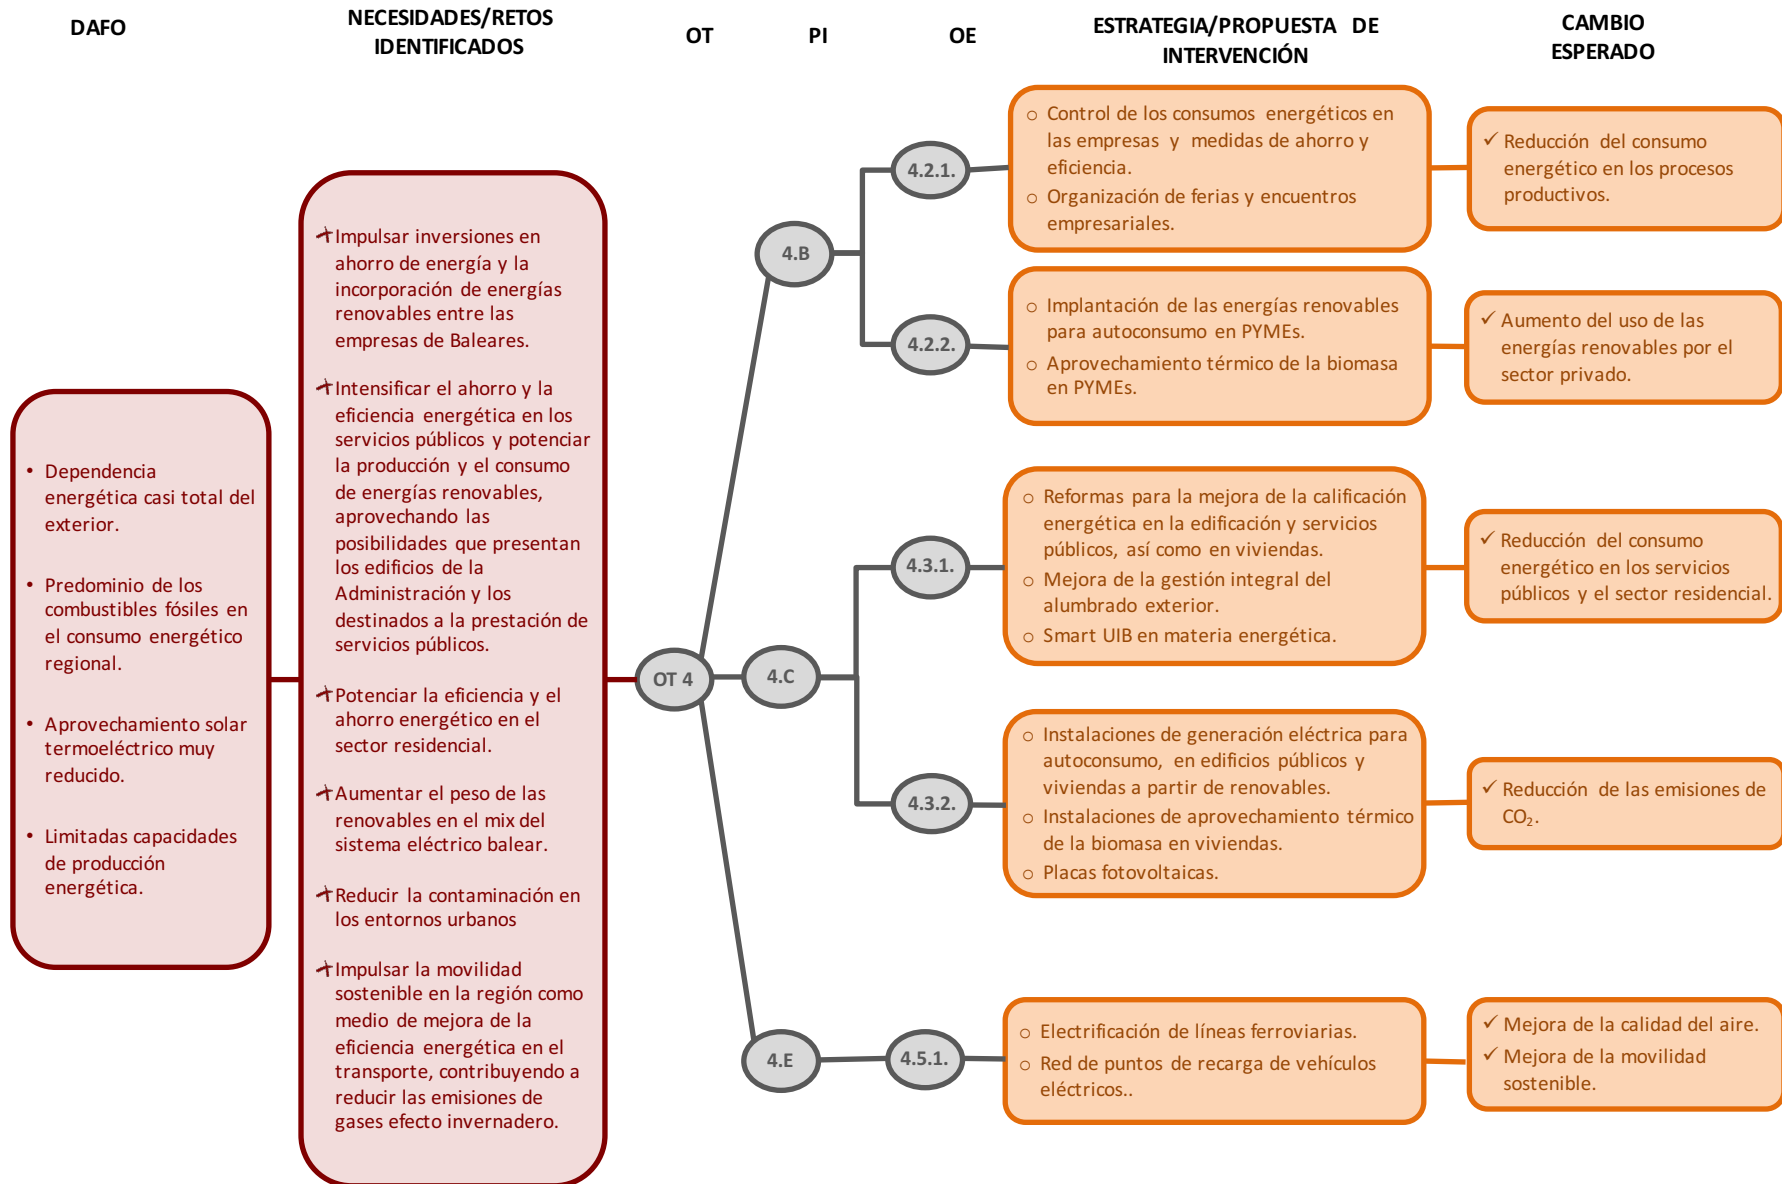 DAFO
NECESIDADES/RETOS
IDENTIFICADOS
OT
PI
OE
ESTRATEGIA/PROPUESTA DE
INTERVENCIÓN
CAMBIO
ESPERADO
• Dependencia
energética casi total del
exterior.
• Predominio de los
combustibles fósiles en
el consumo energético
regional.
• Aprovechamiento solar
termoeléctrico muy
reducido.
• Limitadas capacidades
de producción
energética.
Impulsar inversiones en
ahorro de energía y la
incorporación de energías
renovables entre las
empresas de Baleares.
Intensificar el ahorro y la
eficiencia energética en los
servicios públicos y potenciar
la producción y el consumo
de energías renovables,
aprovechando las
posibilidades que presentan
los edificios de la
Administración y los
destinados a la prestación de
servicios públicos.
Potenciar la eficiencia y el
ahorro energético en el
sector residencial.
Aumentar el peso de las
renovables en el mix del
sistema eléctrico balear.
Reducir la contaminación en
los entornos urbanos
Impulsar la movilidad
sostenible en la región como
medio de mejora de la
eficiencia energética en el
transporte, contribuyendo a
reducir las emisiones de
gases efecto invernadero.
OT 4
4.B
4.2.1.
o Control de los consumos energéticos en
las empresas y medidas de ahorro y
eficiencia.
o Organización de ferias y encuentros
empresariales.
✓ Reducción del consumo
energético en los procesos
productivos.
4.2.2.
o Implantación de las energías renovables
para autoconsumo en PYMEs.
o Aprovechamiento térmico de la biomasa
en PYMEs.
✓ Aumento del uso de las
energías renovables por el
sector privado.
4.C
4.3.1.
o Reformas para la mejora de la calificación
energética en la edificación y servicios
públicos, así como en viviendas.
o Mejora de la gestión integral del
alumbrado exterior.
o Smart UIB en materia energética.
✓ Reducción del consumo
energético en los servicios
públicos y el sector residencial.
4.3.2.
o Instalaciones de generación eléctrica para
autoconsumo, en edificios públicos y
viviendas a partir de renovables.
o Instalaciones de aprovechamiento térmico
de la biomasa en viviendas.
o Placas fotovoltaicas.
✓ Reducción de las emisiones de
CO₂.
4.E
4.5.1.
o Electrificación de líneas ferroviarias.
o Red de puntos de recarga de vehículos
eléctricos..
✓ Mejora de la calidad del aire.
✓ Mejora de la movilidad
sostenible.